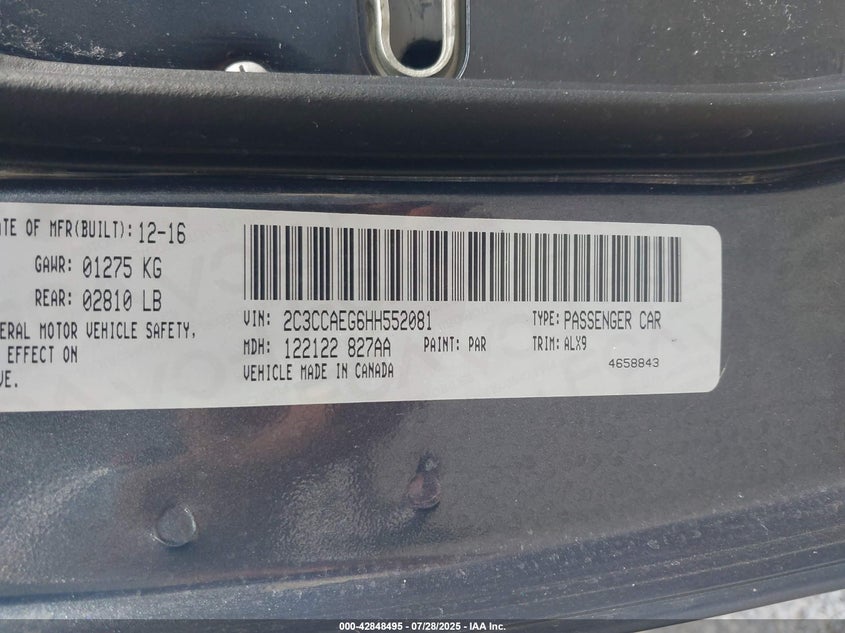 ATE OF MFR(BUILT): 12-16
GAWR: 01275 KG
REAR: 02810 LB
ERAL MOTOR VEHICLE SAFETY,
EFFECT ON
VE.
VIN: 2C3CCAEG6HH552081 TYPE: PASSENGER CAR
MDH: 122122 827AA PAINT: PAR TRIM: ALX9
VEHICLE MADE IN CANADA 4658843
000-42848495 - 07/28/2025 - IAA Inc.